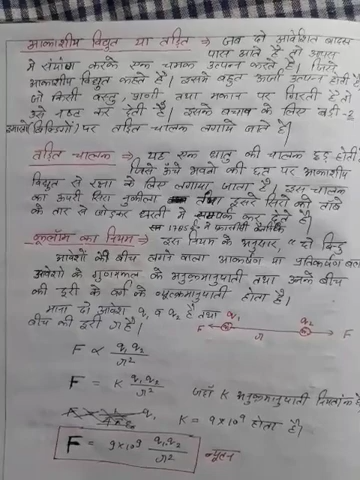 आकाशीय विद्युत या तड़ित ⇒ जब दो आवेशित बादल
पास आते है तो आपस
में संयोग करके एक चमक उत्पन्न करते है। जिसे
आकाशीय विद्युत कहते है। इससे बहुत ऊर्जा उत्पन्न होती है
जो किसी वस्तु, प्राणी तथा मकान पर गिरती है तो
उसे नष्ट कर देती है। इसके बचाव के लिए बड़ी-2
इमारतों (बिल्डिंगों) पर तड़ित चालक लगाये जाते है।
तड़ित चालक ⇒ यह एक धातु की चालक छड़ होती
जिसे ऊँचे भवनो की छत पर आकाशीय
विद्युत से रक्षा के लिए लगाया जाता है। इस चालक
का ऊपरी सिरा नुकीला तथा दूसरे सिरो को तांबे
के तार से जोड़कर धरती में सम्पर्क कर देते है।
सन् 1785 ई में फ्रान्सीसी वैज्ञानिक
कूलॉम का नियम ⇒ इस नियम के अनुसार, "दो बिन्दु
आवेशों की बीच लगने वाला आकर्षण या प्रतिकर्षण बल
आवेशो के गुणनफल के अनुक्रमानुपाती तथा उनके बीच
की दूरी के वर्ग के व्युत्क्रमानुपाती होता है।
माना दो आवेश q₁ व q₂ है तथा
बीच की दूरी r है।
F q₁ q₂ F
r
F ∝ q₁q₂/r²
F = K q₁q₂/r² जहाँ K अनुक्रमानुपाती नियतांक है
K = 9×10⁹ होता है।
F = 9×10⁹ q₁q₂/r² न्यूटन